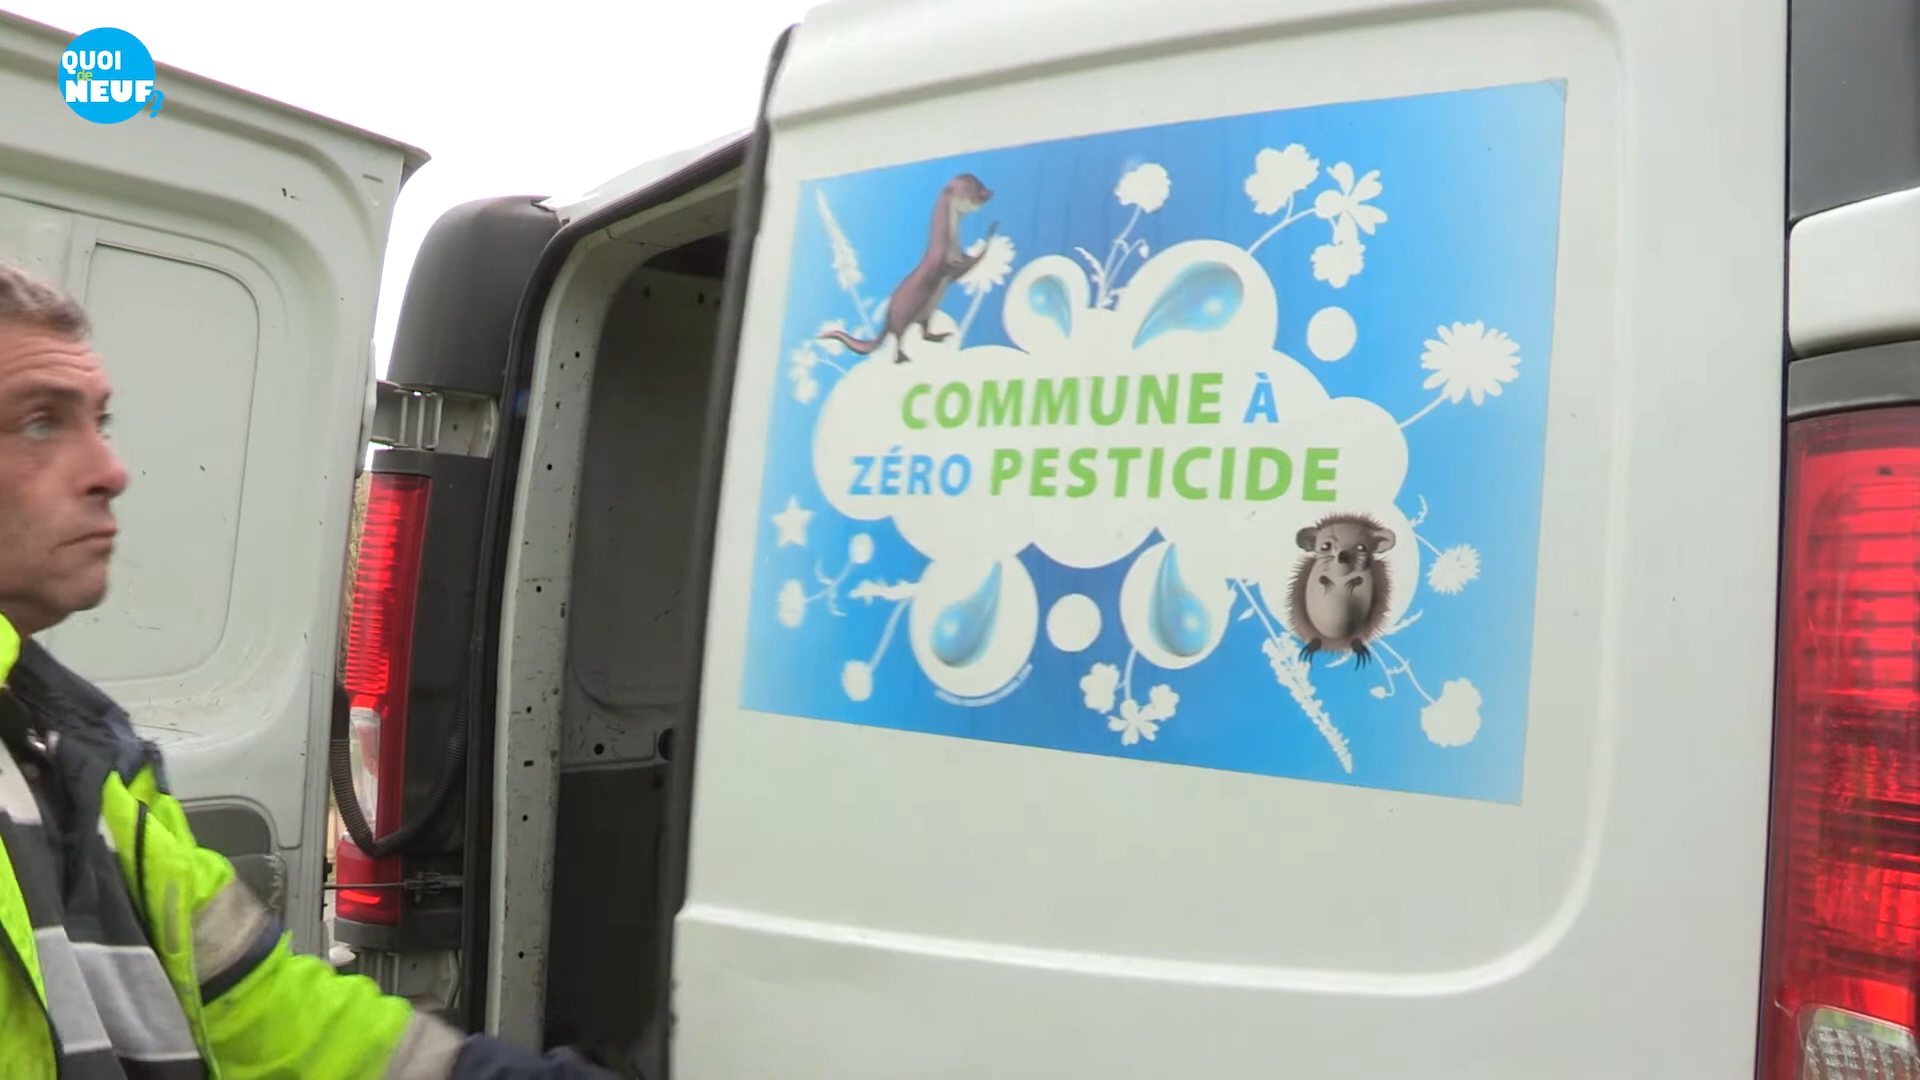 QUOI
de
NEUF?
COMMUNE À
ZÉRO PESTICIDE